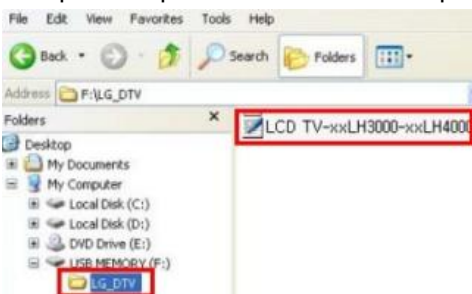 File Edit View Favorites Tools Help
Back Search Folders
Address F:\LG_DTV
Folders x
LCD TV-xxLH3000-xxLH4000
Desktop
My Documents
My Computer
Local Disk (C:)
Local Disk (D:)
DVD Drive (E:)
USB MEMORY (F:)
LG_DTV